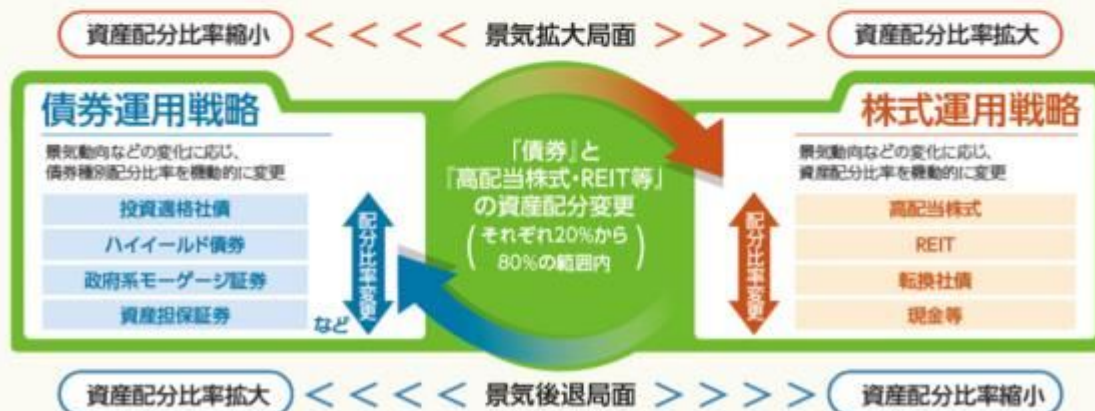 資産配分比率縮小 < < < < 景気拡大局面 > > > > 資産配分比率拡大
債券運用戦略
景気動向などの変化に応じ、
債券種別配分比率を機動的に変更
投資適格社債
ハイイールド債券
政府系モーゲージ証券
資産担保証券
など
配分比率変更
『債券』と
『高配当株式・REIT等』
の資産配分変更
(それぞれ20%から
80%の範囲内)
株式運用戦略
景気動向などの変化に応じ、
資産配分比率を機動的に変更
配分比率変更
高配当株式
REIT
転換社債
現金等
資産配分比率拡大 < < < < 景気後退局面 > > > > 資産配分比率縮小